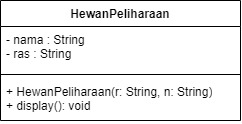 HewanPeliharaan
- nama : String
- ras : String
+ HewanPeliharaan(r: String, n: String)
+ display(): void